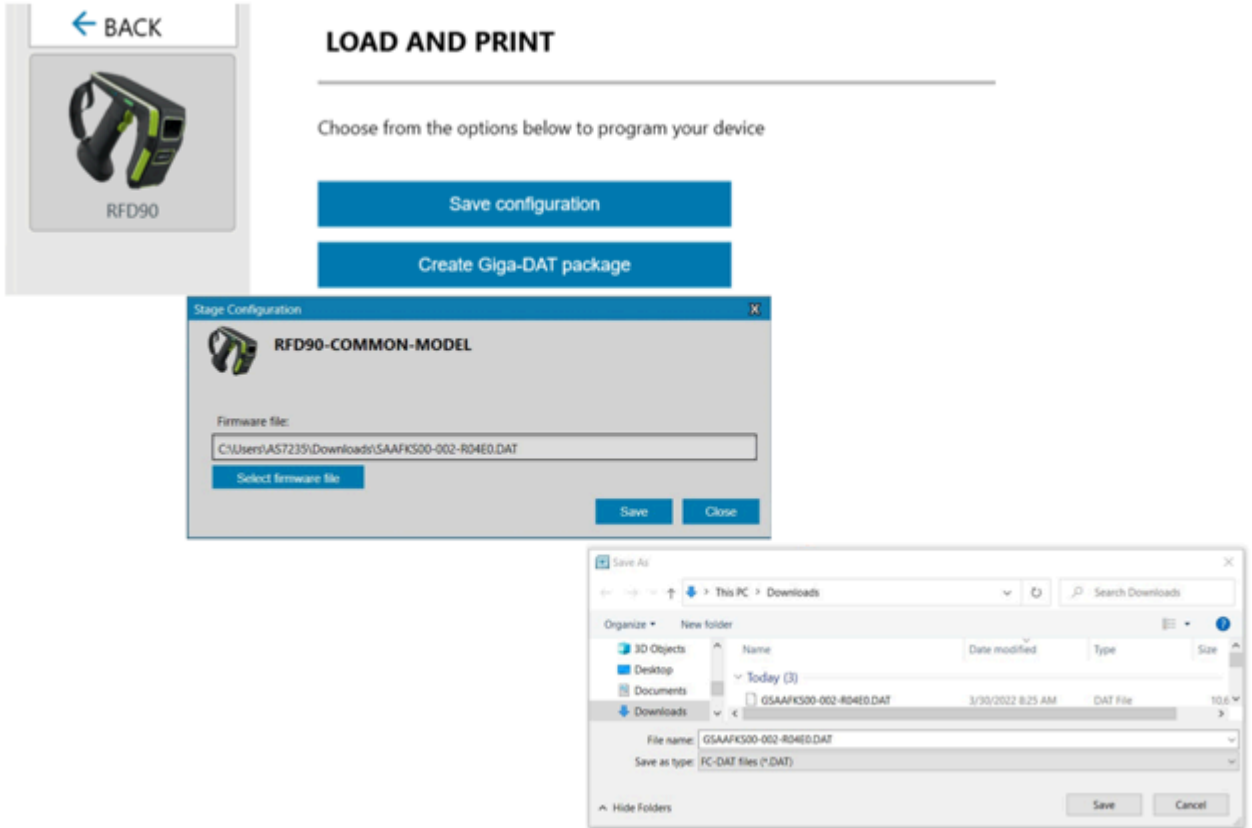 BACK
RFD90
LOAD AND PRINT
Choose from the options below to program your device
Save configuration
Create Giga-DAT package
Stage Configuration
X
RFD90-COMMON-MODEL
Firmware file:
C:\Users\AS7235\Downloads\SAAFKS00-002-R04E0.DAT
Select firmware file
Save Close
Save As
> This PC > Downloads
Search Downloads
Organize New folder
3D Objects
Desktop
Documents
Downloads
Name Date modified Type Size
Today (3)
GSAAFKS00-002-R04E0.DAT 3/30/2022 8:25 AM DAT File 10,6
File name: GSAAFKS00-002-R04E0.DAT
Save as type: FC-DAT files (*.DAT)
Hide Folders
Save Cancel